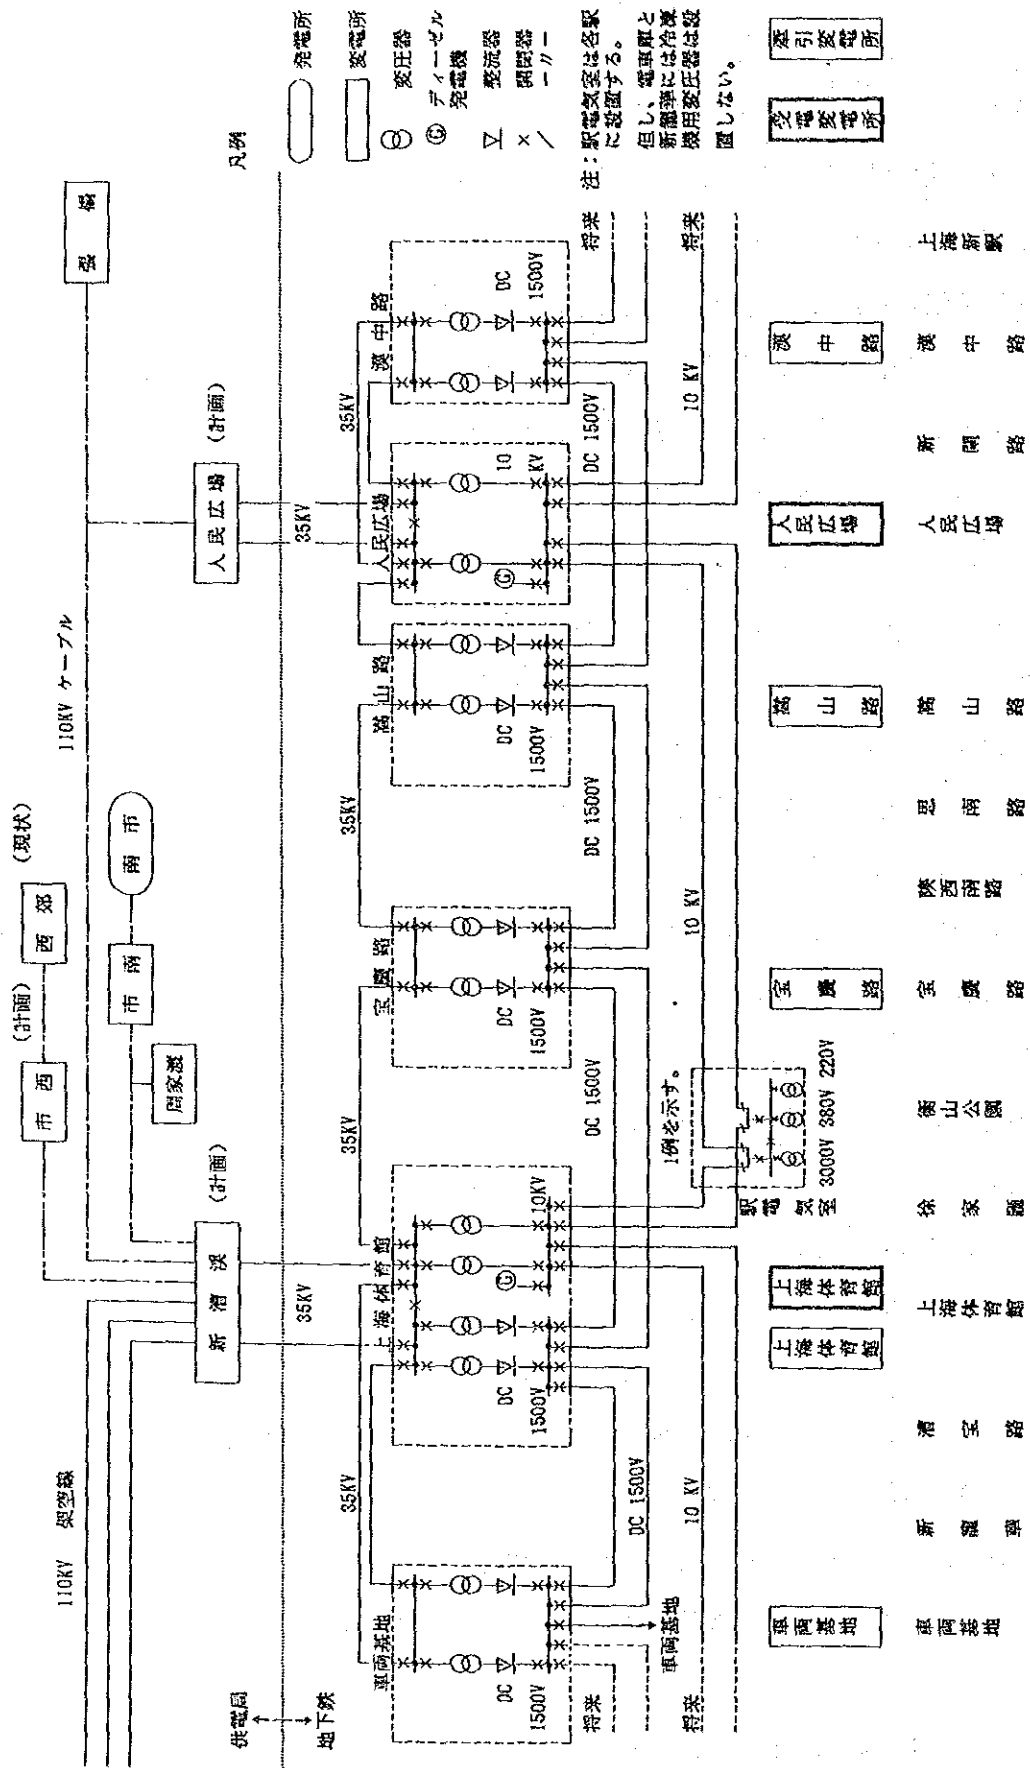 供電局
地下鉄
110KV 架空線
110KV ケーブル
新漕渓
(計画)
市西
(計画)
西郊
(現状)
周家渡
市南
南市
人民広場
(計画)
張橋
35KV
35KV
凡例
発電所
変電所
変圧器
ディーゼル
発電機
整流器
開閉器
〃
注:駅電気室は各駅
に設置する。
但し、電車庫と
新龍華には冷凍
機用変圧器は設
置しない。
車両基地
DC
1500V
35KV
上海体育館
DC
1500V
10KV
35KV
宝慶路
DC
1500V
35KV
嵩山路
DC
1500V
人民広場
10
KV
35KV
漢中路
DC
1500V
将来
車両基地
DC 1500V
DC 1500V
DC 1500V
DC 1500V
将来
将来
10 KV
10 KV
10 KV
将来
1例を示す。
駅電気室
3000V 380V 220V
車両基地
上海体育館
上海体育館
宝慶路
嵩山路
人民広場
漢中路
受電変電所
牽引変電所
車両基地
新龍華
漕宝路
上海体育館
徐家匯
衡山公園
宝慶路
陝西南路
思南路
嵩山路
人民広場
新閘路
漢中路
上海新駅